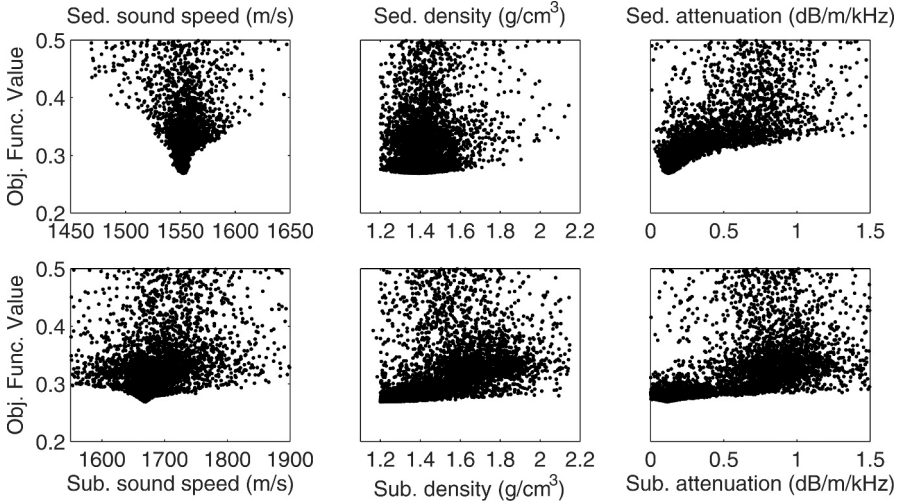 Sed. sound speed (m/s)
Sed. density (g/cm3)
Sed. attenuation (dB/m/kHz)
Obj. Func. Value
0.5
0.4
0.3
0.2
1450 1500 1550 1600 1650
1.2 1.4 1.6 1.8 2 2.2
0 0.5 1 1.5
Obj. Func. Value
0.5
0.4
0.3
0.2
1600 1700 1800 1900
1.2 1.4 1.6 1.8 2 2.2
0 0.5 1 1.5
Sub. sound speed (m/s)
Sub. density (g/cm3)
Sub. attenuation (dB/m/kHz)